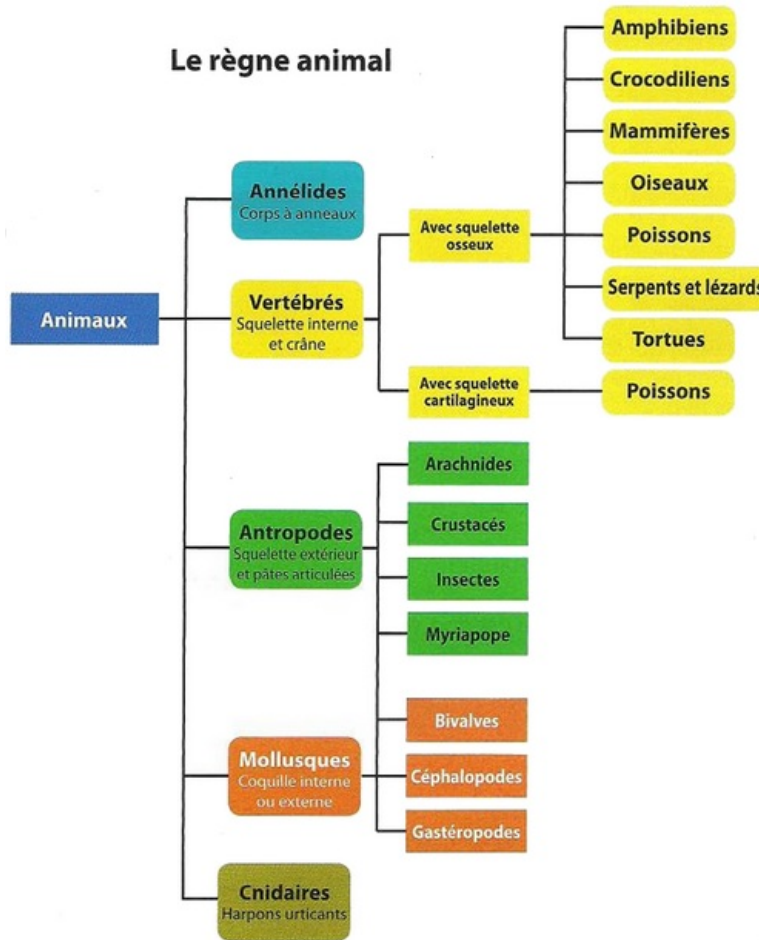 Le règne animal
Animaux
Annélides
Corps à anneaux
Vertébrés
Squelette interne
et crâne
Avec squelette
osseux
Amphibiens
Crocodiliens
Mammifères
Oiseaux
Poissons
Serpents et lézards
Tortues
Avec squelette
cartilagineux
Poissons
Antropodes
Squelette extérieur
et pâtes articulées
Arachnides
Crustacés
Insectes
Myriapope
Mollusques
Coquille interne
ou externe
Bivalves
Céphalopodes
Gastéropodes
Cnidaires
Harpons urticants